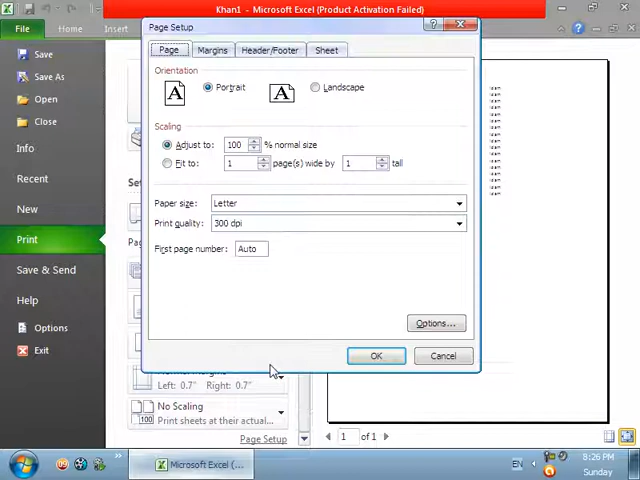 Khan1 - Microsoft Excel (Product Activation Failed)
File
Home
Insert
Page Setup
Page
Margins
Header/Footer
Sheet
Orientation
A
Portrait
A
Landscape
Scaling
Adjust to:
100
% normal size
Fit to:
1
page(s) wide by
1
tall
Paper size:
Letter
Print quality:
300 dpi
First page number:
Auto
Options...
OK
Cancel
Save
Save As
Open
Close
Info
Recent
New
Print
Save & Send
Help
Options
Exit
Left: 0.7" Right: 0.7"
No Scaling
100
Print sheets at their actual...
Page Setup
1
of 1
Microsoft Excel (...
EN
8:26 PM
Sunday